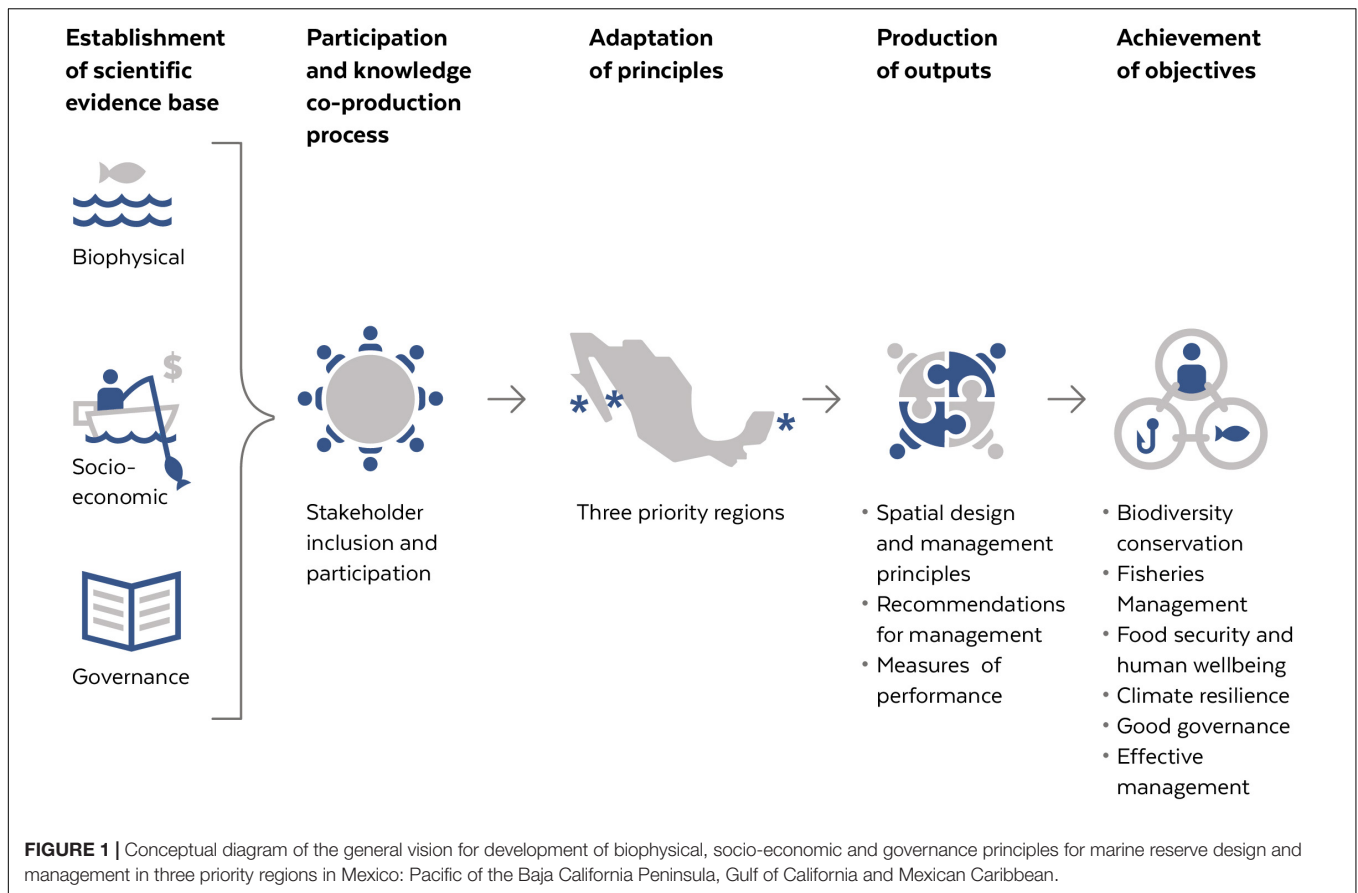 Establishment
of scientific
evidence base
Participation
and knowledge
co-production
process
Adaptation
of principles
Production
of outputs
Achievement
of objectives
Biophysical
$
Socio-
economic
Governance
Stakeholder
inclusion and
participation
* * *
Three priority regions
• Spatial design
and management
principles
• Recommendations
for management
• Measures of
performance
• Biodiversity
conservation
• Fisheries
Management
• Food security and
human wellbeing
• Climate resilience
• Good governance
• Effective
management
FIGURE 1 | Conceptual diagram of the general vision for development of biophysical, socio-economic and governance principles for marine reserve design and
management in three priority regions in Mexico: Pacific of the Baja California Peninsula, Gulf of California and Mexican Caribbean.